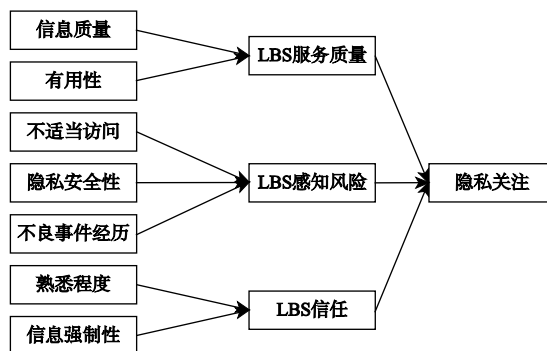 信息质量
有用性
不适当访问
隐私安全性
不良事件经历
熟悉程度
信息强制性
LBS服务质量
LBS感知风险
LBS信任
隐私关注